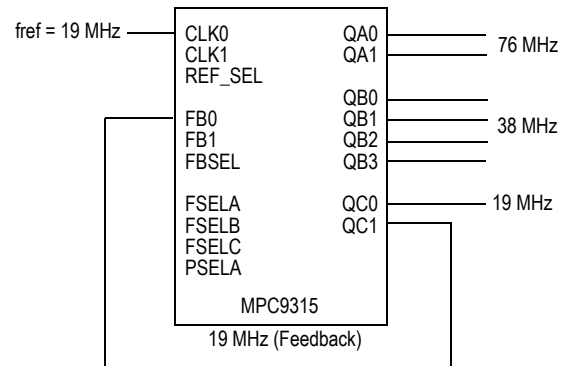 fref = 19 MHz
CLK0
CLK1
REF_SEL
FB0
FB1
FBSEL
FSELA
FSELB
FSELC
PSELA
QA0
QA1
QB0
QB1
QB2
QB3
QC0
QC1
76 MHz
38 MHz
19 MHz
MPC9315
19 MHz (Feedback)